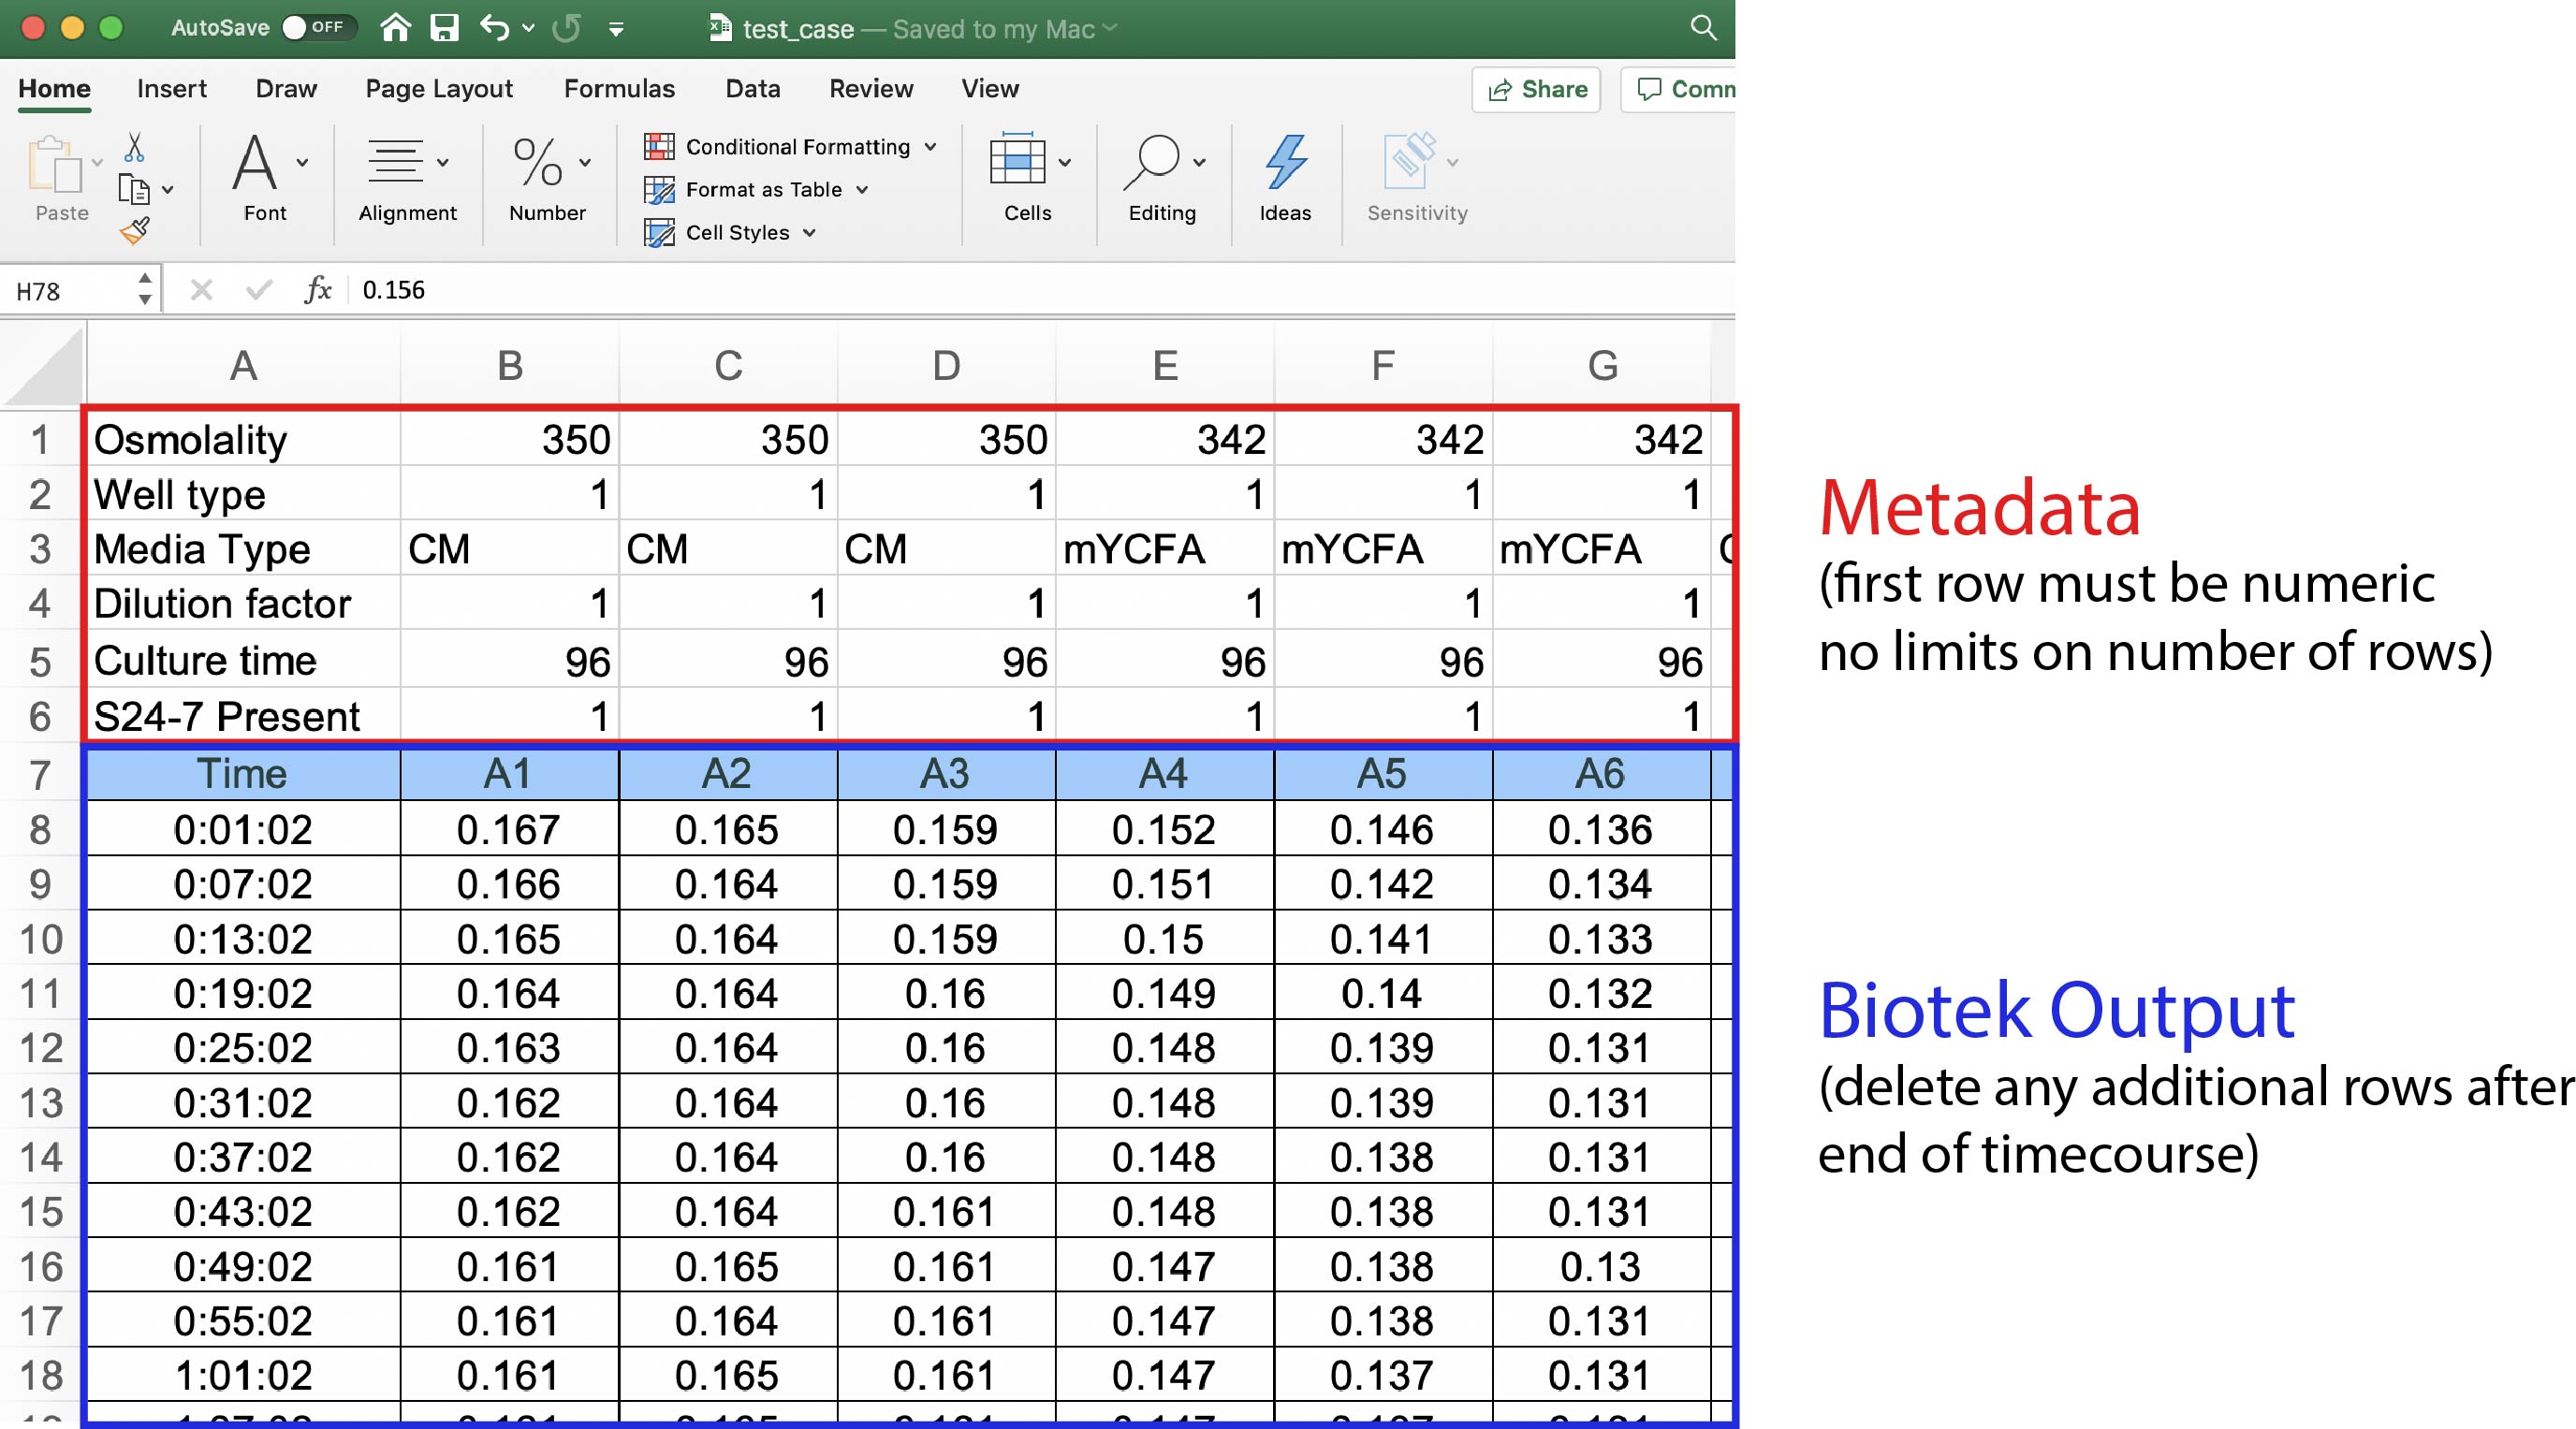 AutoSave OFF test_case — Saved to my Mac
Home Insert Draw Page Layout Formulas Data Review View Share Comm
Paste Font Alignment Number Conditional Formatting Format as Table Cell Styles Cells Editing Ideas Sensitivity
H78 fx 0.156
A B C D E F G
1 Osmolality 350 350 350 342 342 342
2 Well type 1 1 1 1 1 1
3 Media Type CM CM CM mYCFA mYCFA mYCFA
4 Dilution factor 1 1 1 1 1 1
5 Culture time 96 96 96 96 96 96
6 S24-7 Present 1 1 1 1 1 1
7 Time A1 A2 A3 A4 A5 A6
8 0:01:02 0.167 0.165 0.159 0.152 0.146 0.136
9 0:07:02 0.166 0.164 0.159 0.151 0.142 0.134
10 0:13:02 0.165 0.164 0.159 0.15 0.141 0.133
11 0:19:02 0.164 0.164 0.16 0.149 0.14 0.132
12 0:25:02 0.163 0.164 0.16 0.148 0.139 0.131
13 0:31:02 0.162 0.164 0.16 0.148 0.139 0.131
14 0:37:02 0.162 0.164 0.16 0.148 0.138 0.131
15 0:43:02 0.162 0.164 0.161 0.148 0.138 0.131
16 0:49:02 0.161 0.165 0.161 0.147 0.138 0.13
17 0:55:02 0.161 0.164 0.161 0.147 0.138 0.131
18 1:01:02 0.161 0.165 0.161 0.147 0.137 0.131
Metadata
(first row must be numeric
no limits on number of rows)
Biotek Output
(delete any additional rows after
end of timecourse)